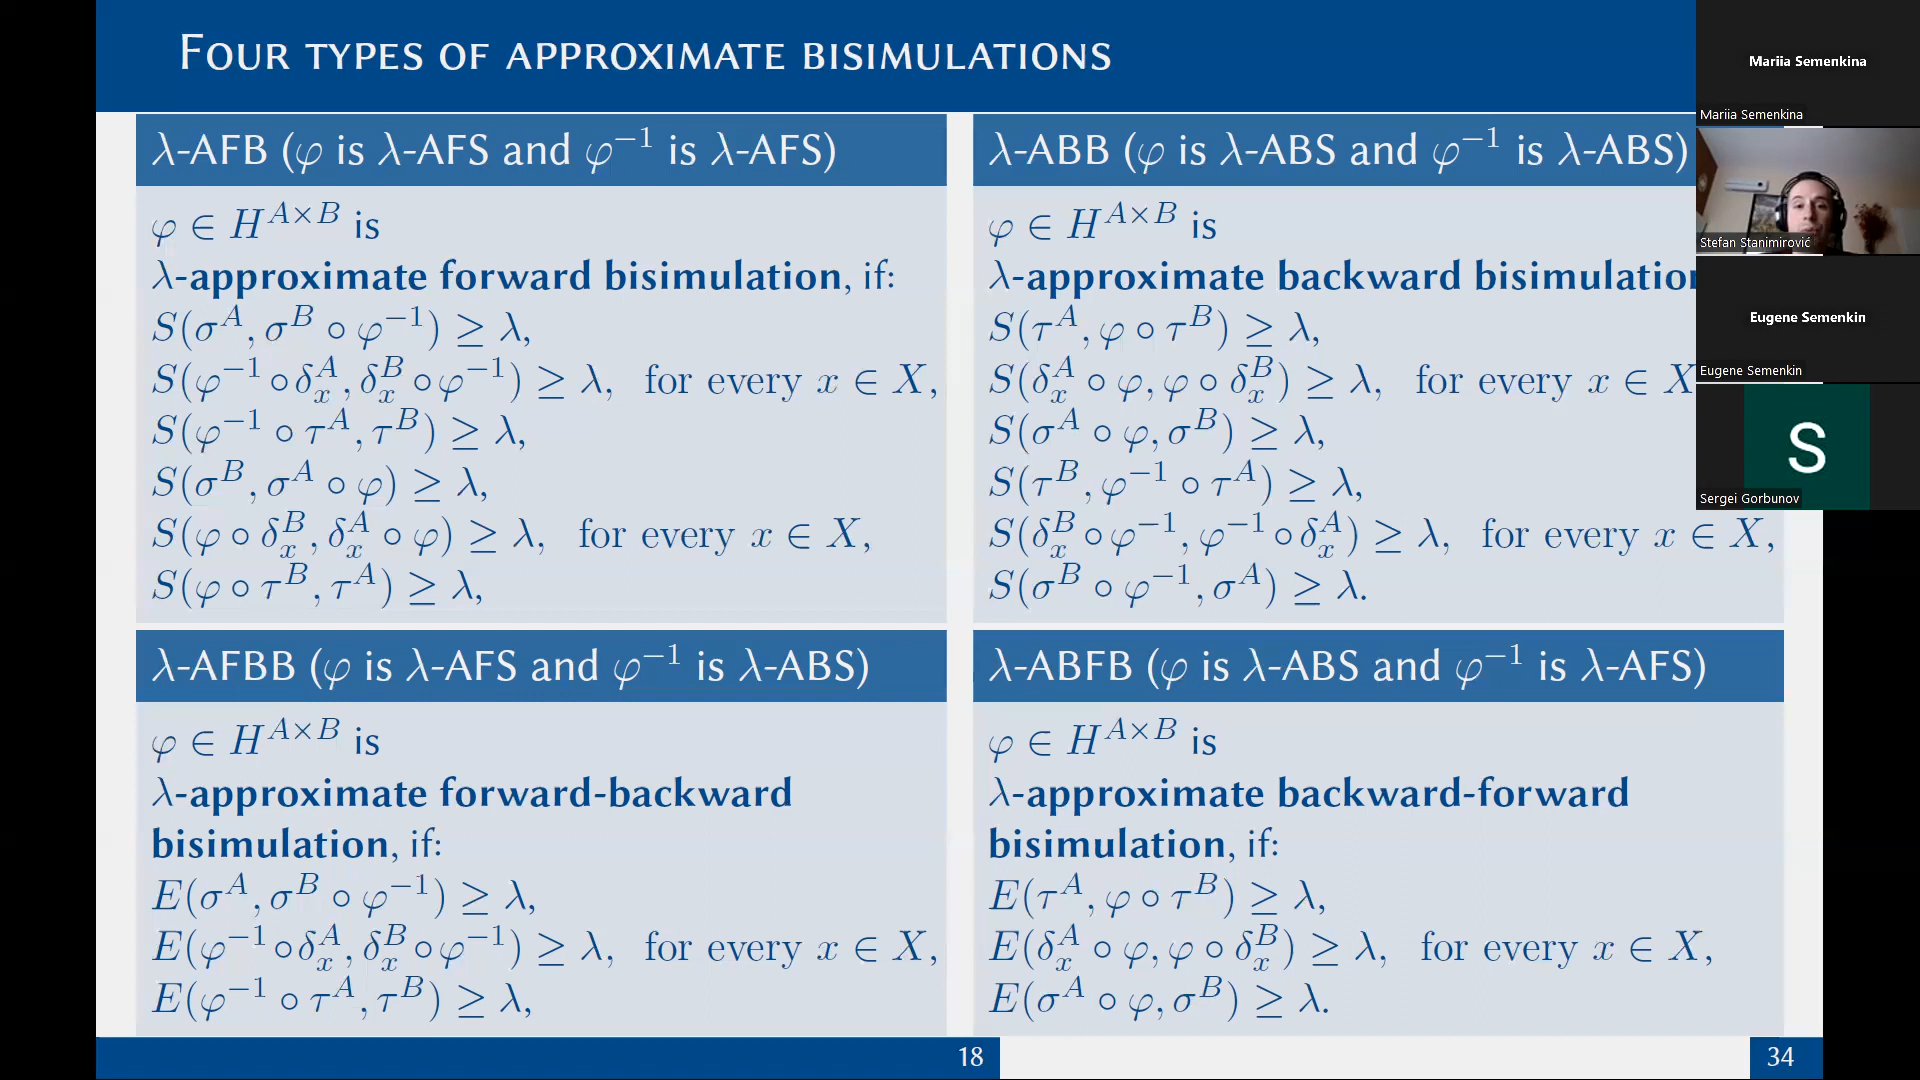 Four types of approximate bisimulations
λ-AFB (φ is λ-AFS and φ⁻¹ is λ-AFS)
φ ∈ H^{A×B} is
λ-approximate forward bisimulation, if:
S(σ^A, σ^B ∘ φ⁻¹) ≥ λ,
S(φ⁻¹ ∘ δ_x^A, δ_x^B ∘ φ⁻¹) ≥ λ, for every x ∈ X,
S(φ⁻¹ ∘ τ^A, τ^B) ≥ λ,
S(σ^B, σ^A ∘ φ) ≥ λ,
S(φ ∘ δ_x^B, δ_x^A ∘ φ) ≥ λ, for every x ∈ X,
S(φ ∘ τ^B, τ^A) ≥ λ,
λ-ABB (φ is λ-ABS and φ⁻¹ is λ-ABS)
φ ∈ H^{A×B} is
λ-approximate backward bisimulation
S(τ^A, φ ∘ τ^B) ≥ λ,
S(δ_x^A ∘ φ, φ ∘ δ_x^B) ≥ λ, for every x ∈ X
S(σ^A ∘ φ, σ^B) ≥ λ,
S(τ^B, φ⁻¹ ∘ τ^A) ≥ λ,
S(δ_x^B ∘ φ⁻¹, φ⁻¹ ∘ δ_x^A) ≥ λ, for every x ∈ X,
S(σ^B ∘ φ⁻¹, σ^A) ≥ λ.
λ-AFBB (φ is λ-AFS and φ⁻¹ is λ-ABS)
φ ∈ H^{A×B} is
λ-approximate forward-backward
bisimulation, if:
E(σ^A, σ^B ∘ φ⁻¹) ≥ λ,
E(φ⁻¹ ∘ δ_x^A, δ_x^B ∘ φ⁻¹) ≥ λ, for every x ∈ X,
E(φ⁻¹ ∘ τ^A, τ^B) ≥ λ,
λ-ABFB (φ is λ-ABS and φ⁻¹ is λ-AFS)
φ ∈ H^{A×B} is
λ-approximate backward-forward
bisimulation, if:
E(τ^A, φ ∘ τ^B) ≥ λ,
E(δ_x^A ∘ φ, φ ∘ δ_x^B) ≥ λ, for every x ∈ X,
E(σ^A ∘ φ, σ^B) ≥ λ.
18
34
Mariia Semenkina
Mariia Semenkina
Stefan Stanimirović
Eugene Semenkin
Eugene Semenkin
S
Sergei Gorbunov